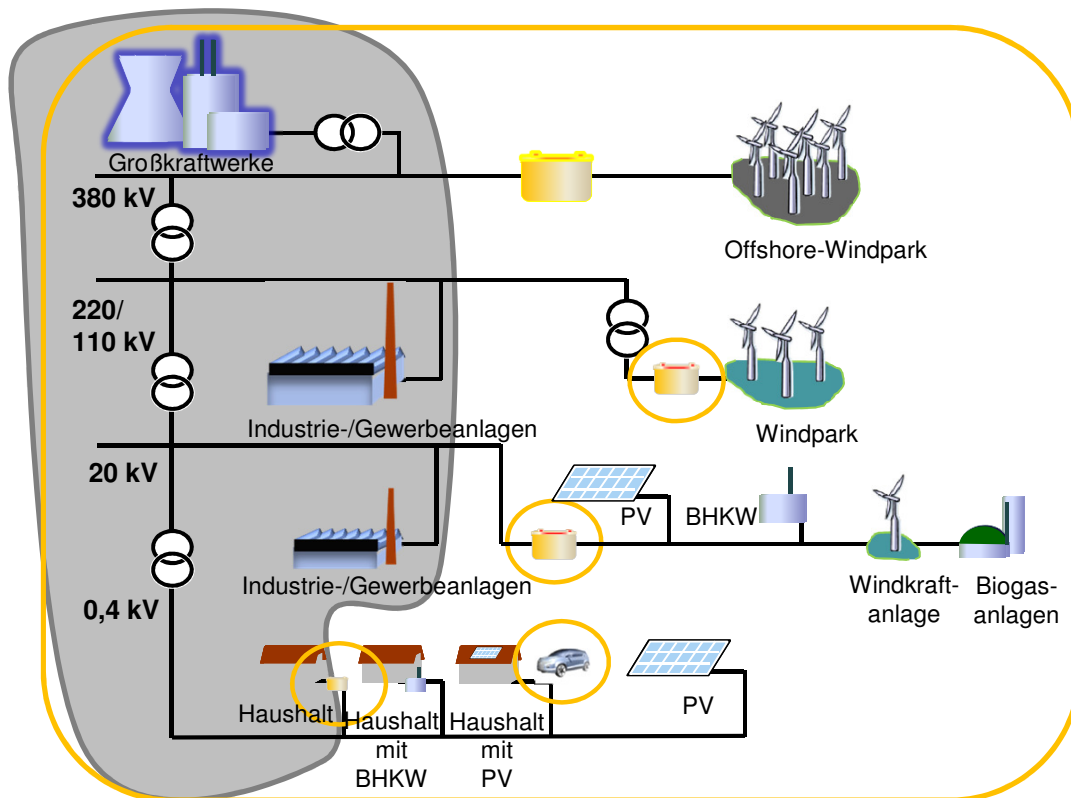 Großkraftwerke
380 kV
Offshore-Windpark
220/
110 kV
Industrie-/Gewerbeanlagen
Windpark
20 kV
PV
BHKW
Industrie-/Gewerbeanlagen
Windkraft-
anlage
Biogas-
anlagen
0,4 kV
Haushalt
Haushalt
mit
BHKW
Haushalt
mit
PV
PV